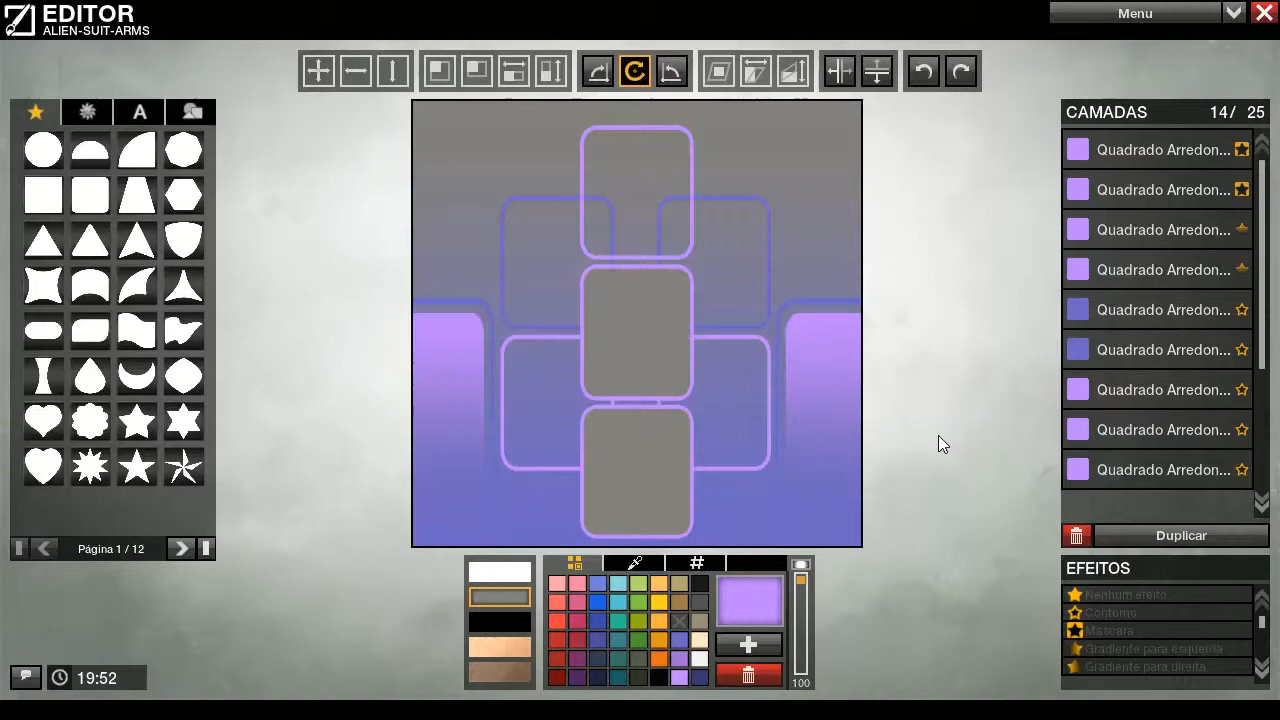 EDITOR
ALIEN-SUIT-ARMS
Menu
A
CAMADAS 14/ 25
Quadrado Arredon...
Quadrado Arredon...
Quadrado Arredon...
Quadrado Arredon...
Quadrado Arredon...
Quadrado Arredon...
Quadrado Arredon...
Quadrado Arredon...
Quadrado Arredon...
Página 1 / 12
Duplicar
#
EFEITOS
Nenhum efeito
Contorno
Máscara
Gradiente para esquerda
Gradiente para direita
100
19:52